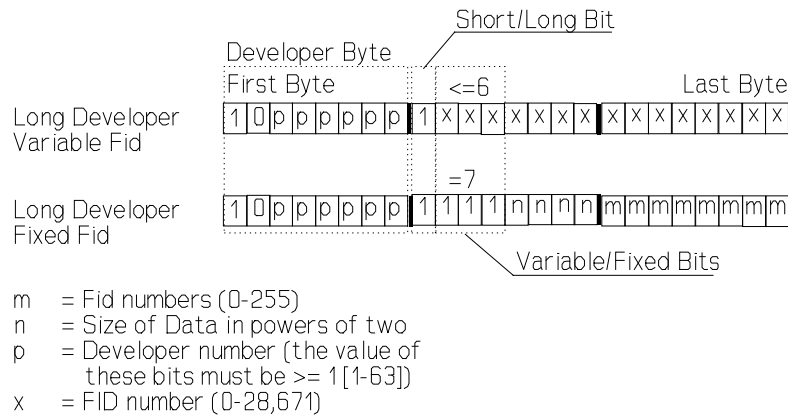 Short/Long Bit
Developer Byte
First Byte <=6 Last Byte
Long Developer
Variable Fid
1 0 p p p p p p 1 x x x x x x x x x x x x x x x
=7
Long Developer
Fixed Fid
1 0 p p p p p p 1 1 1 1 n n n n m m m m m m m m
Variable/Fixed Bits
m = Fid numbers (0-255)
n = Size of Data in powers of two
p = Developer number (the value of
these bits must be >= 1 [1-63])
x = FID number (0-28,671)